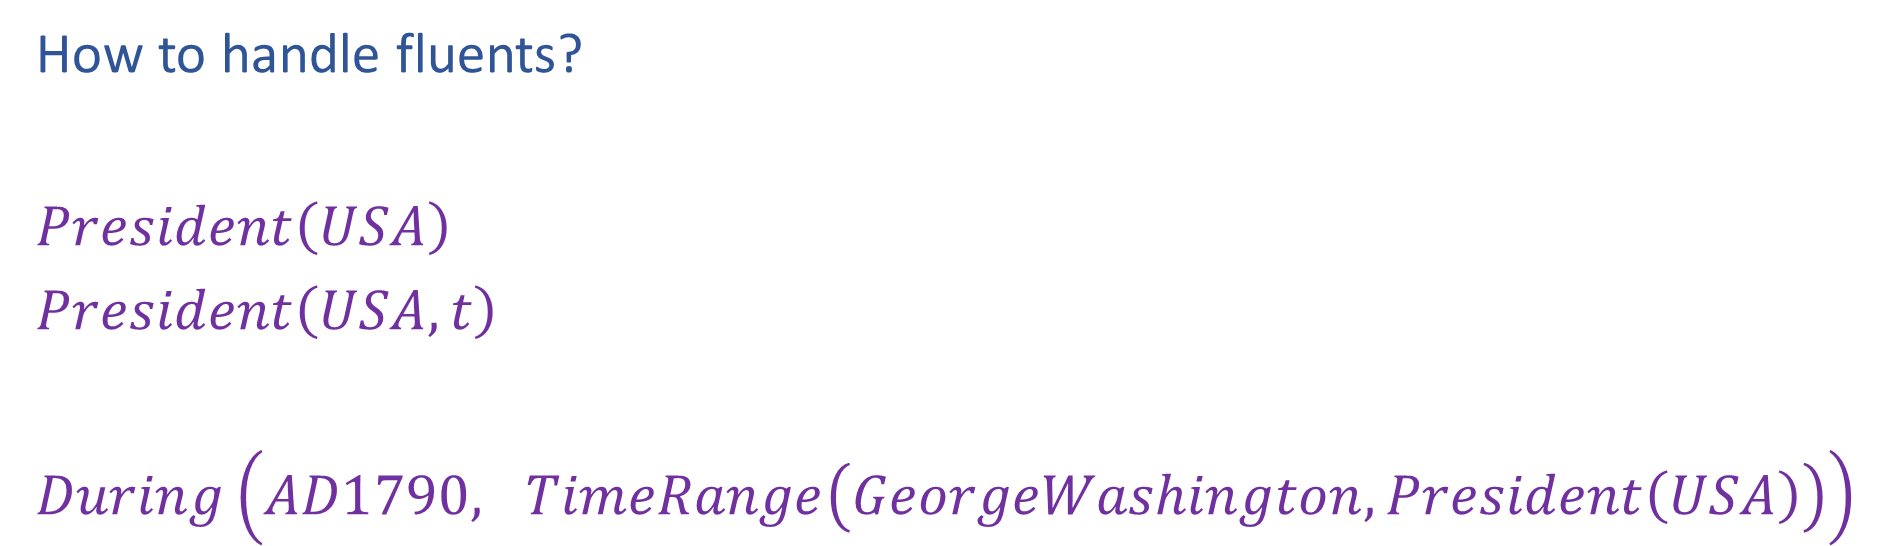 How to handle fluents?
President(USA)
President(USA, t)
During(AD1790, TimeRange(GeorgeWashington, President(USA)))